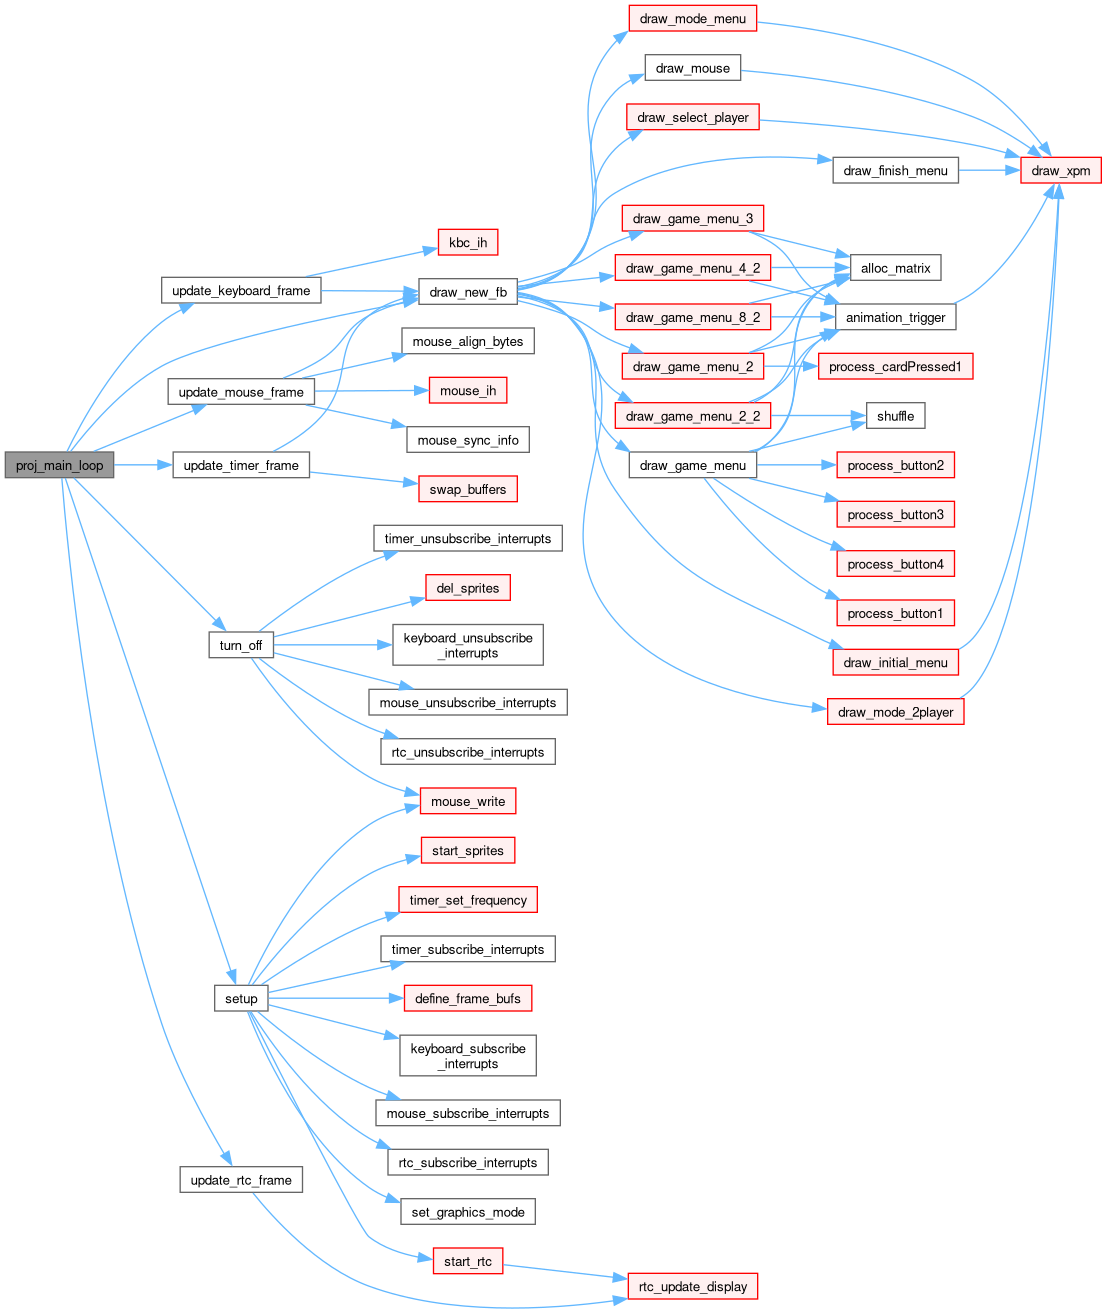 draw_mode_menu
draw_mouse
draw_select_player
draw_finish_menu
draw_xpm
draw_game_menu_3
kbc_ih
draw_game_menu_4_2
alloc_matrix
update_keyboard_frame
draw_new_fb
draw_game_menu_8_2
animation_trigger
mouse_align_bytes
draw_game_menu_2
process_cardPressed1
update_mouse_frame
mouse_ih
draw_game_menu_2_2
shuffle
mouse_sync_info
proj_main_loop
update_timer_frame
draw_game_menu
process_button2
swap_buffers
process_button3
timer_unsubscribe_interrupts
process_button4
del_sprites
process_button1
turn_off
keyboard_unsubscribe
_interrupts
draw_initial_menu
mouse_unsubscribe_interrupts
draw_mode_2player
rtc_unsubscribe_interrupts
mouse_write
start_sprites
timer_set_frequency
timer_subscribe_interrupts
setup
define_frame_bufs
keyboard_subscribe
_interrupts
mouse_subscribe_interrupts
rtc_subscribe_interrupts
update_rtc_frame
set_graphics_mode
start_rtc
rtc_update_display